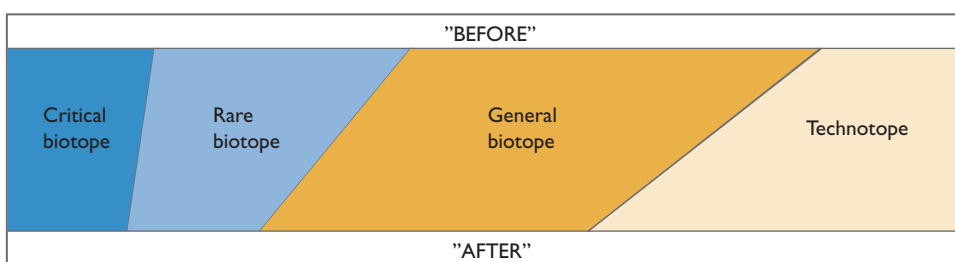 ”BEFORE”
Critical
biotope
Rare
biotope
General
biotope
Technotope
”AFTER”